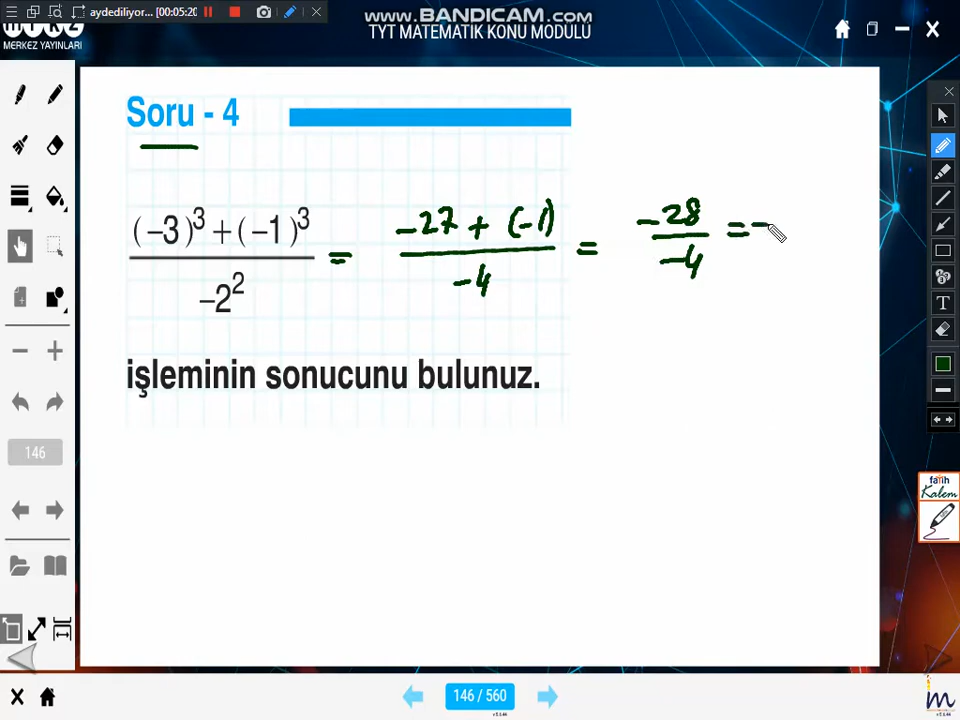 aydediliyor... (00:05:20
www.BANDICAM.com
MERKEZ YAYINLARI
TYT MATEMATİK KONU MODÜLÜ
Soru - 4
(−3)³ + (−1)³ / −2² = −27 + (−1) / −4 = −28 / −4 =
işleminin sonucunu bulunuz.
146
fatih
Kalem
T
146 / 560